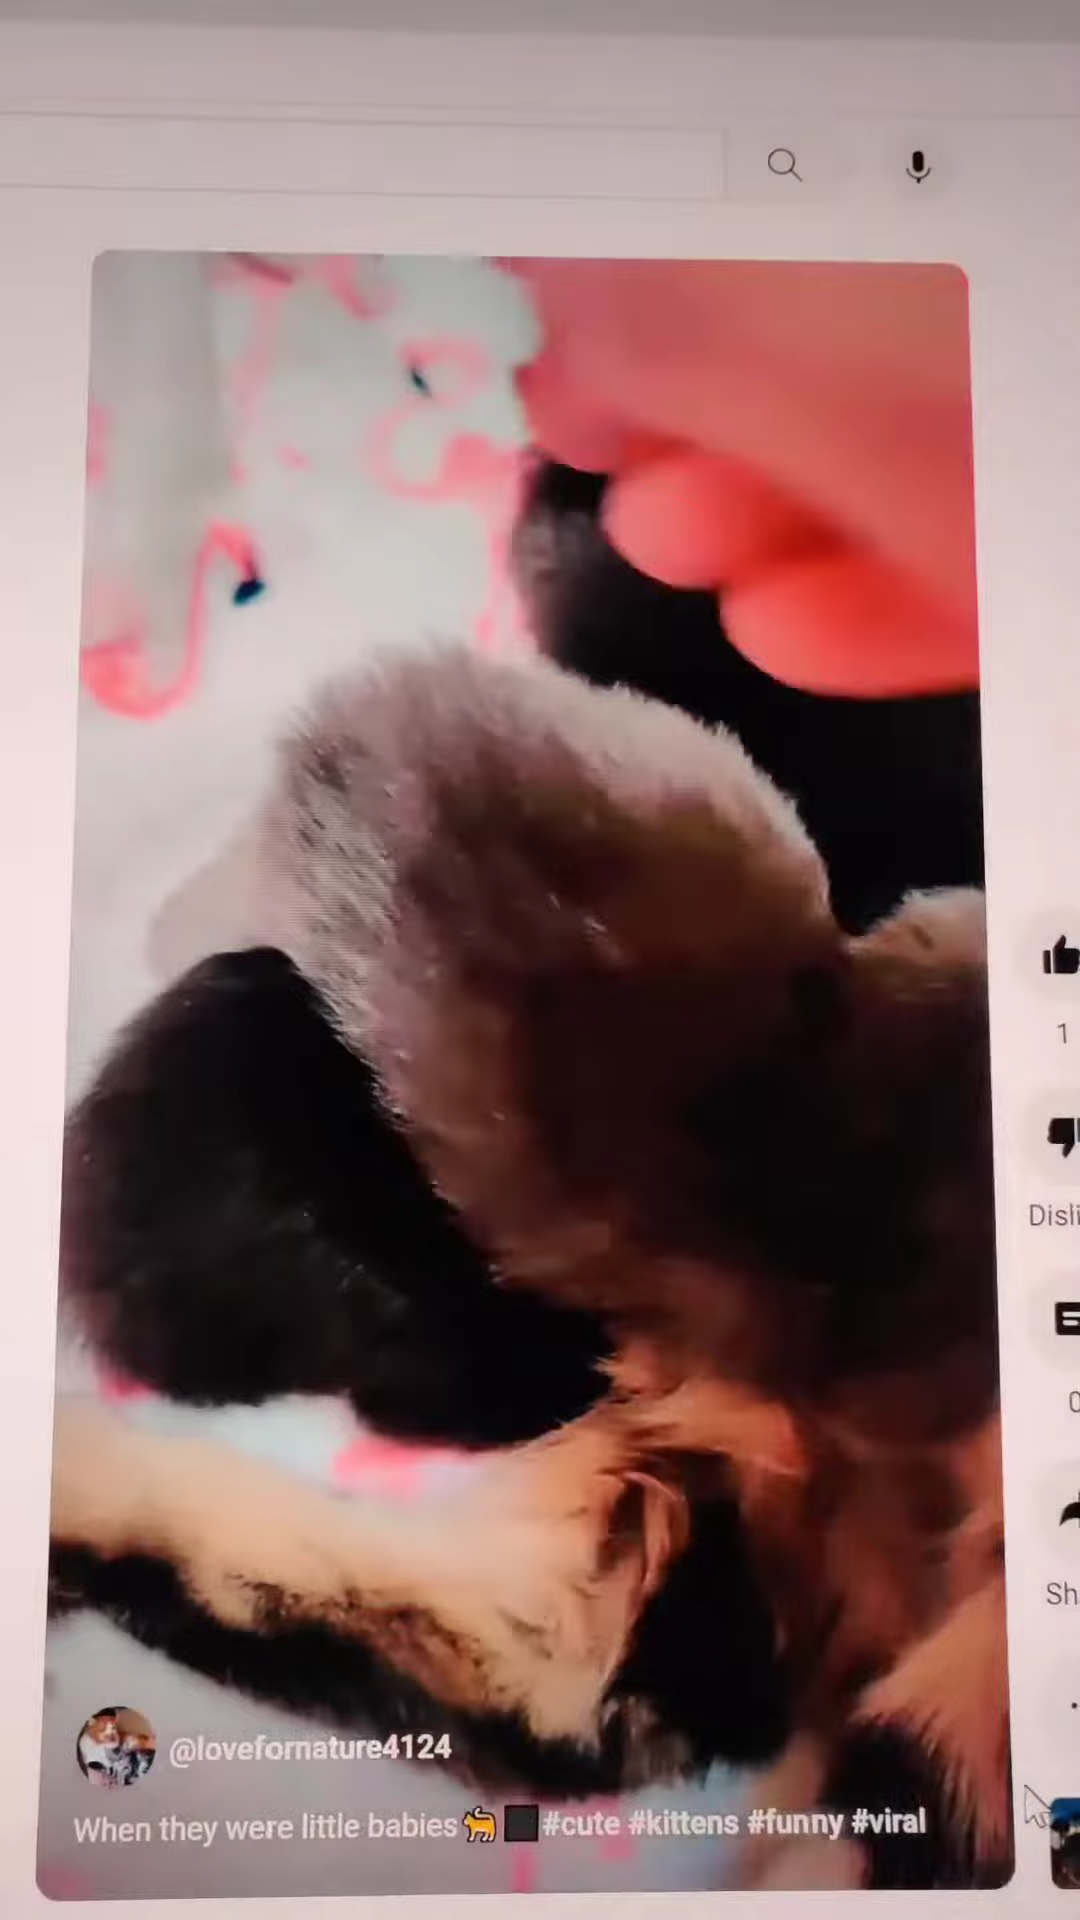 1
Disli
0
Sh
@lovefornature4124
When they were little babies🐈⬛#cute #kittens #funny #viral